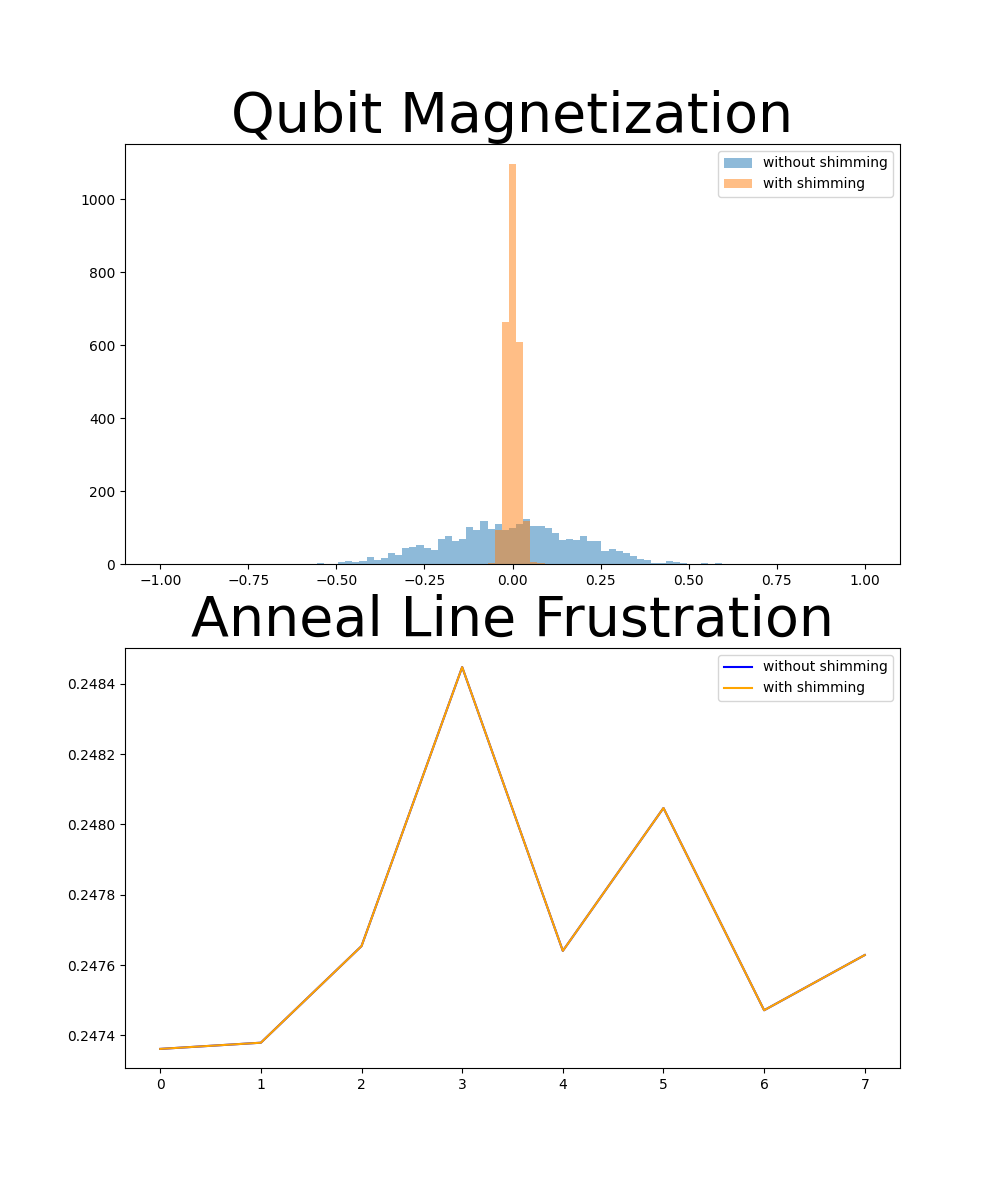 Qubit Magnetization
without shimming
with shimming
1000
800
600
400
200
0
−1.00 −0.75 −0.50 −0.25 0.00 0.25 0.50 0.75 1.00
Anneal Line Frustration
without shimming
with shimming
0.2484
0.2482
0.2480
0.2478
0.2476
0.2474
0 1 2 3 4 5 6 7